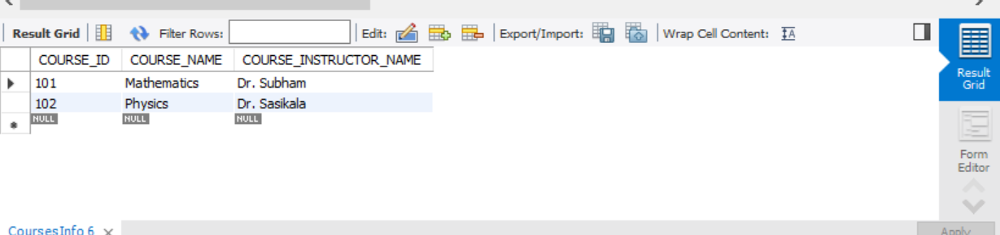 Result Grid Filter Rows: Edit: Export/Import: Wrap Cell Content: IA
COURSE_ID COURSE_NAME COURSE_INSTRUCTOR_NAME
101 Mathematics Dr. Subham
102 Physics Dr. Sasikala
NULL NULL NULL
Result
Grid
Form
Editor
CoursesInfo 6
Apply